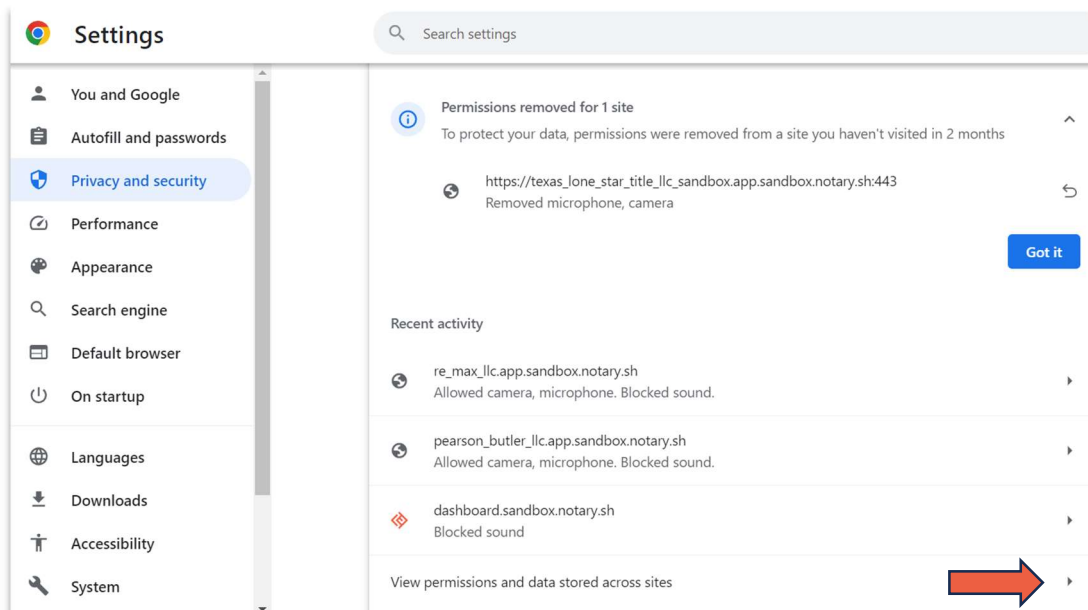 Settings
Search settings
You and Google
Autofill and passwords
Privacy and security
Performance
Appearance
Search engine
Default browser
On startup
Languages
Downloads
Accessibility
System
Permissions removed for 1 site
To protect your data, permissions were removed from a site you haven't visited in 2 months
https://texas_lone_star_title_llc_sandbox.app.sandbox.notary.sh:443
Removed microphone, camera
Got it
Recent activity
re_max_llc.app.sandbox.notary.sh
Allowed camera, microphone. Blocked sound.
pearson_butler_llc.app.sandbox.notary.sh
Allowed camera, microphone. Blocked sound.
dashboard.sandbox.notary.sh
Blocked sound
View permissions and data stored across sites